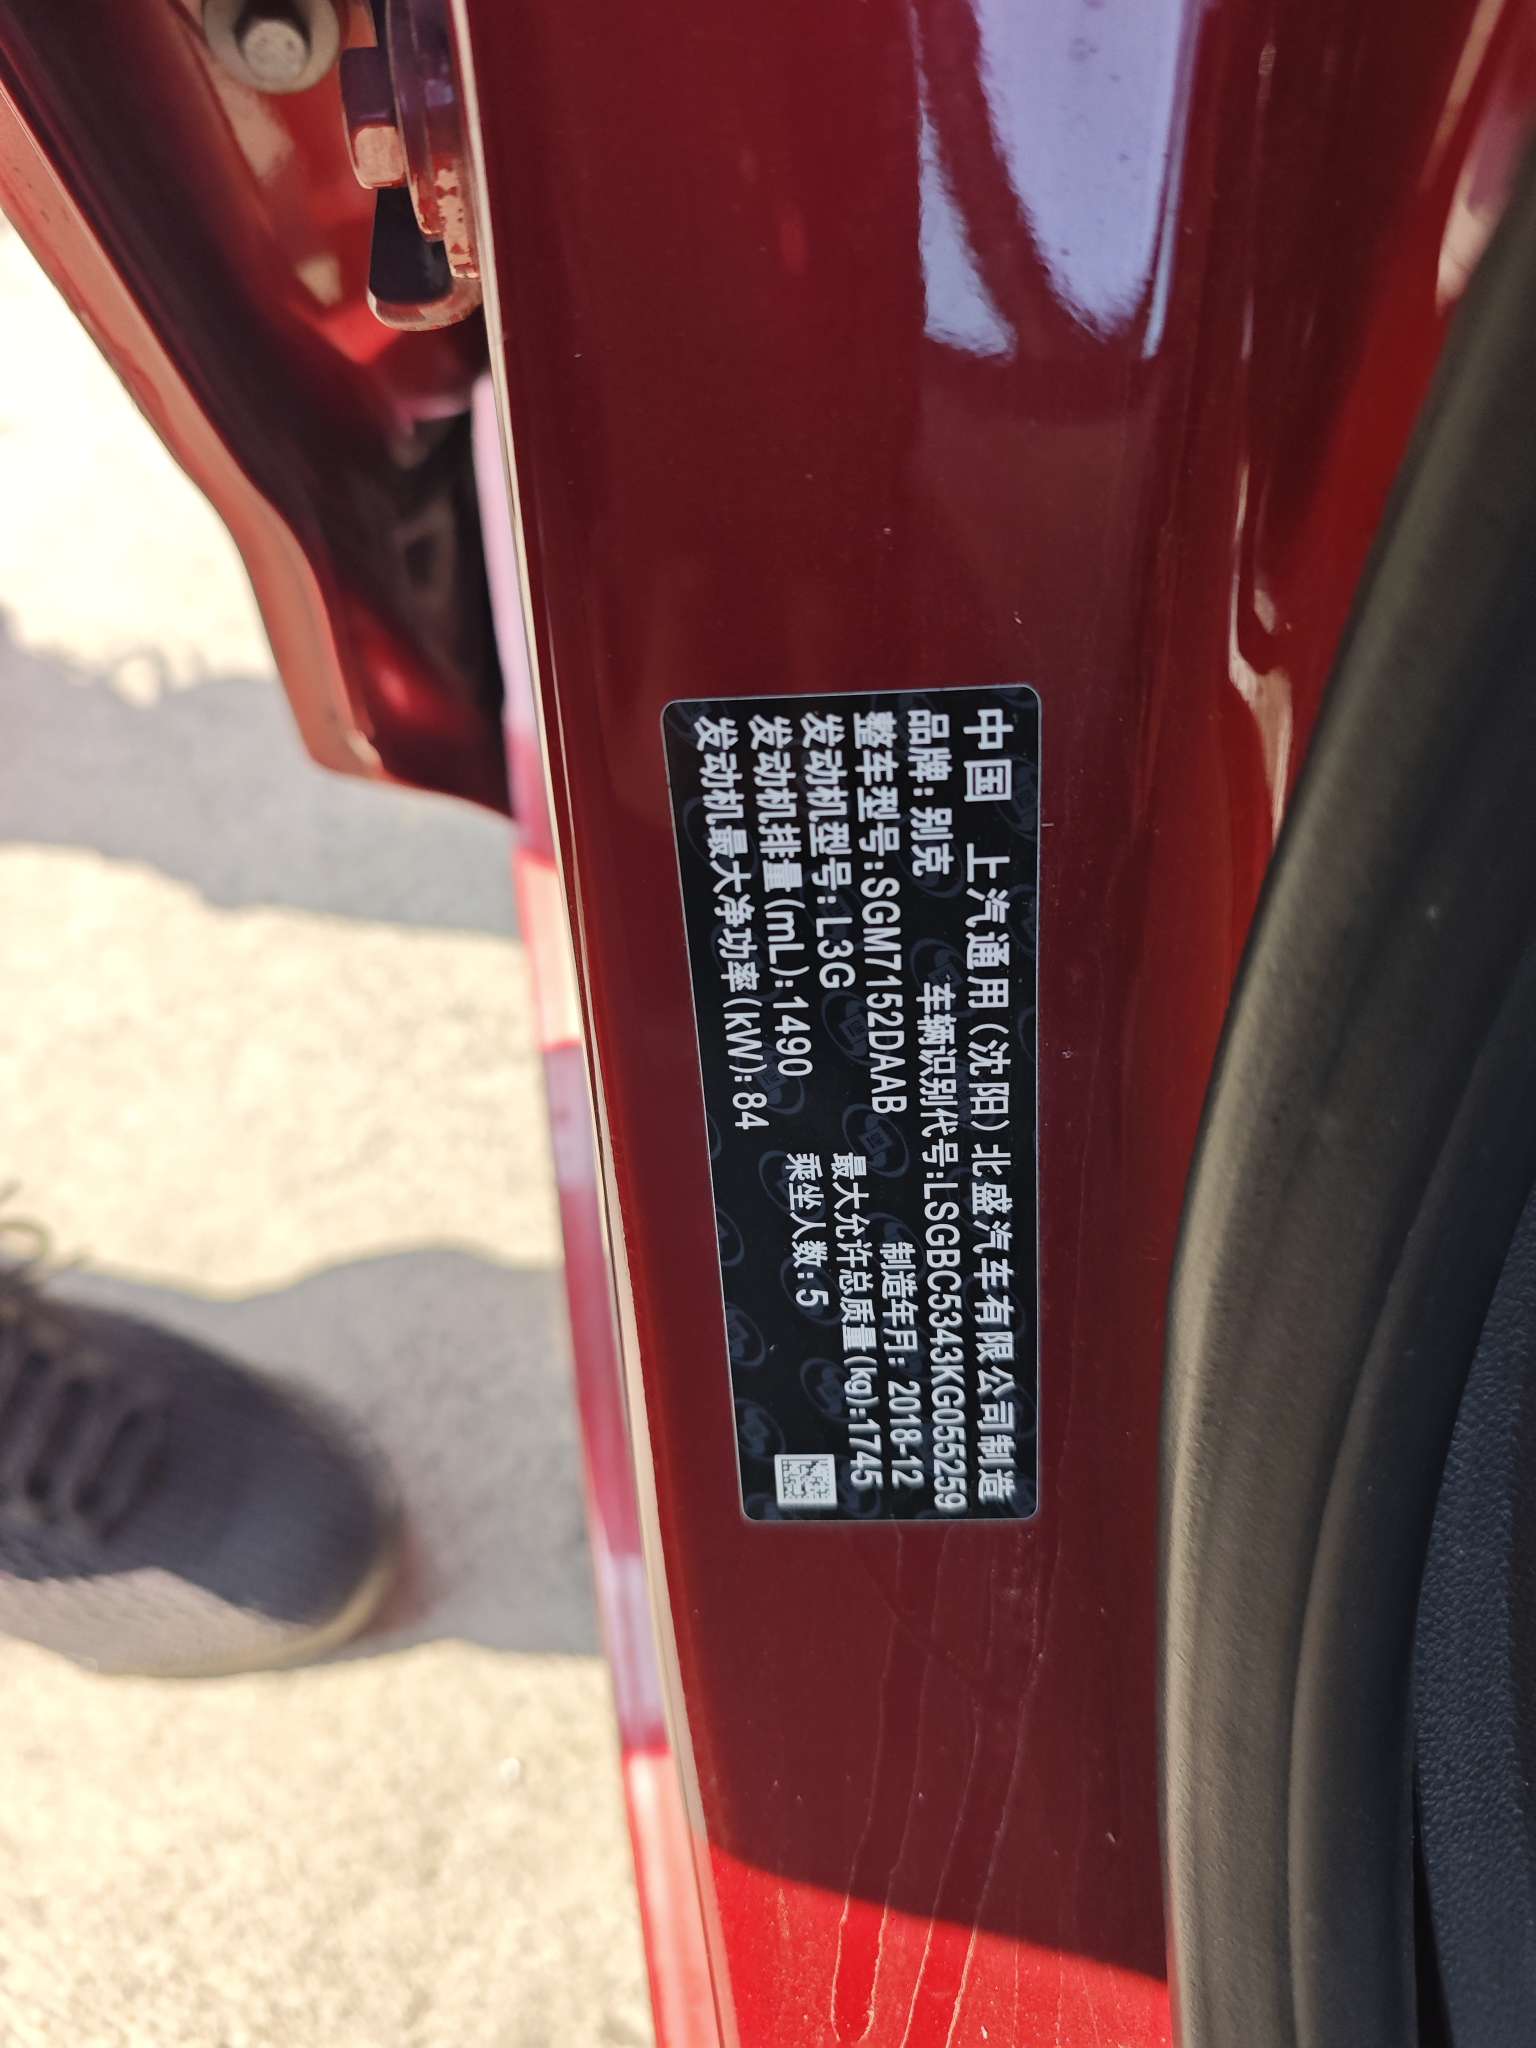 中国 上汽通用(沈阳)北盛汽车有限公司制造
品牌:别克 车辆识别代号:LSGBC5343KG055259
整车型号:SGM7152DAAB 制造年月:2018-12
发动机型号:L3G 最大允许总质量(kg):1745
发动机排量(mL):1490 乘坐人数:5
发动机最大净功率(kW):84